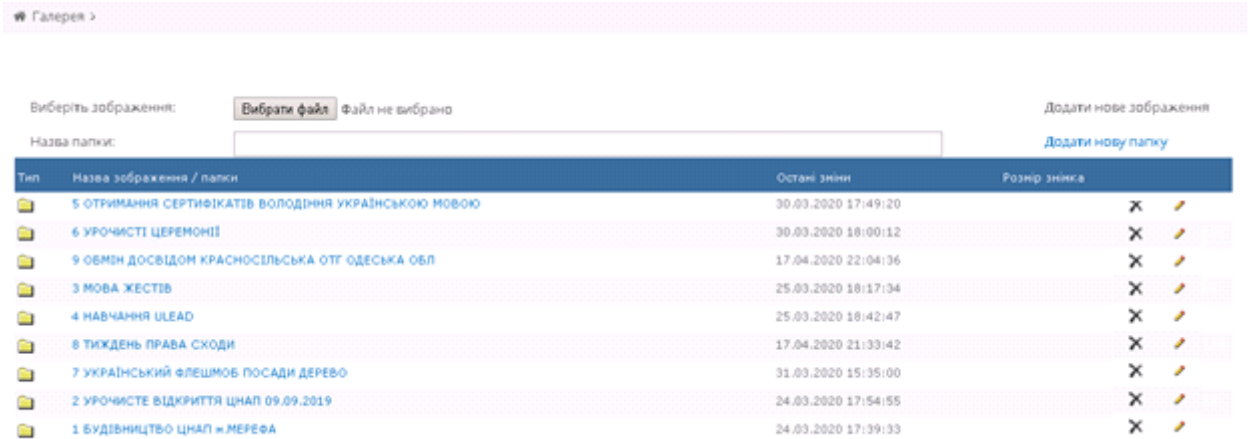 Галерея >
Виберіть зображення: Вибрати файл Файл не вибрано Додати нове зображення
Назва папки: Додати нову папку
Тип Назва зображення / папки Остані зміни Розмір знімка
5 ОТРИМАННЯ СЕРТИФІКАТІВ ВОЛОДІННЯ УКРАЇНСЬКОЮ МОВОЮ 30.03.2020 17:49:20
6 УРОЧИСТІ ЦЕРЕМОНІЇ 30.03.2020 18:00:12
9 ОБМІН ДОСВІДОМ КРАСНОСІЛЬСЬКА ОТГ ОДЕСЬКА ОБЛ 17.04.2020 22:04:36
3 МОВА ЖЕСТІВ 25.03.2020 18:17:34
4 НАВЧАННЯ ULEAD 25.03.2020 18:42:47
8 ТИЖДЕНЬ ПРАВА СХОДИ 17.04.2020 21:33:42
7 УКРАЇНСЬКИЙ ФЛЕШМОБ ПОСАДИ ДЕРЕВО 31.03.2020 15:35:00
2 УРОЧИСТЕ ВІДКРИТТЯ ЦНАП 09.09.2019 24.03.2020 17:54:55
1 БУДІВНИЦТВО ЦНАП м.МЕРЕФА 24.03.2020 17:39:33